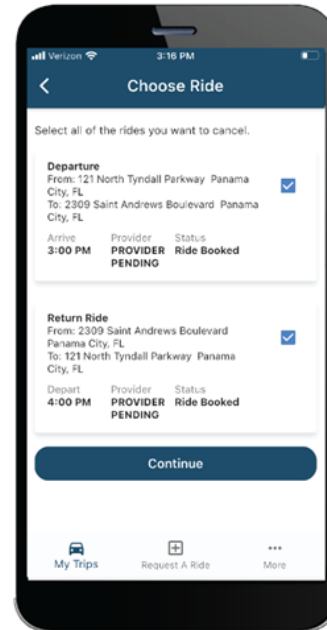 Verizon 3:16 PM
Choose Ride
Select all of the rides you want to cancel.
Departure
From: 121 North Tyndall Parkway Panama
City, FL
To: 2309 Saint Andrews Boulevard Panama
City, FL
Arrive Provider Status
3:00 PM PROVIDER Ride Booked
PENDING
Return Ride
From: 2309 Saint Andrews Boulevard
Panama City, FL
To: 121 North Tyndall Parkway Panama
City, FL
Depart Provider Status
4:00 PM PROVIDER Ride Booked
PENDING
Continue
My Trips Request A Ride More